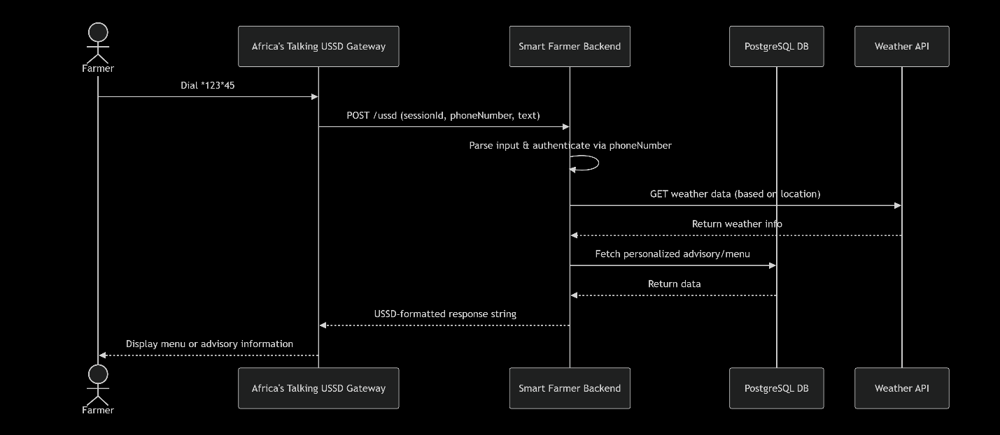 Farmer
Africa's Talking USSD Gateway
Smart Farmer Backend
PostgreSQL DB
Weather API
Dial *123*45
POST /ussd (sessionId, phoneNumber, text)
Parse input & authenticate via phoneNumber
GET weather data (based on location)
Return weather info
Fetch personalized advisory/menu
Return data
USSD-formatted response string
Display menu or advisory information
Farmer
Africa's Talking USSD Gateway
Smart Farmer Backend
PostgreSQL DB
Weather API